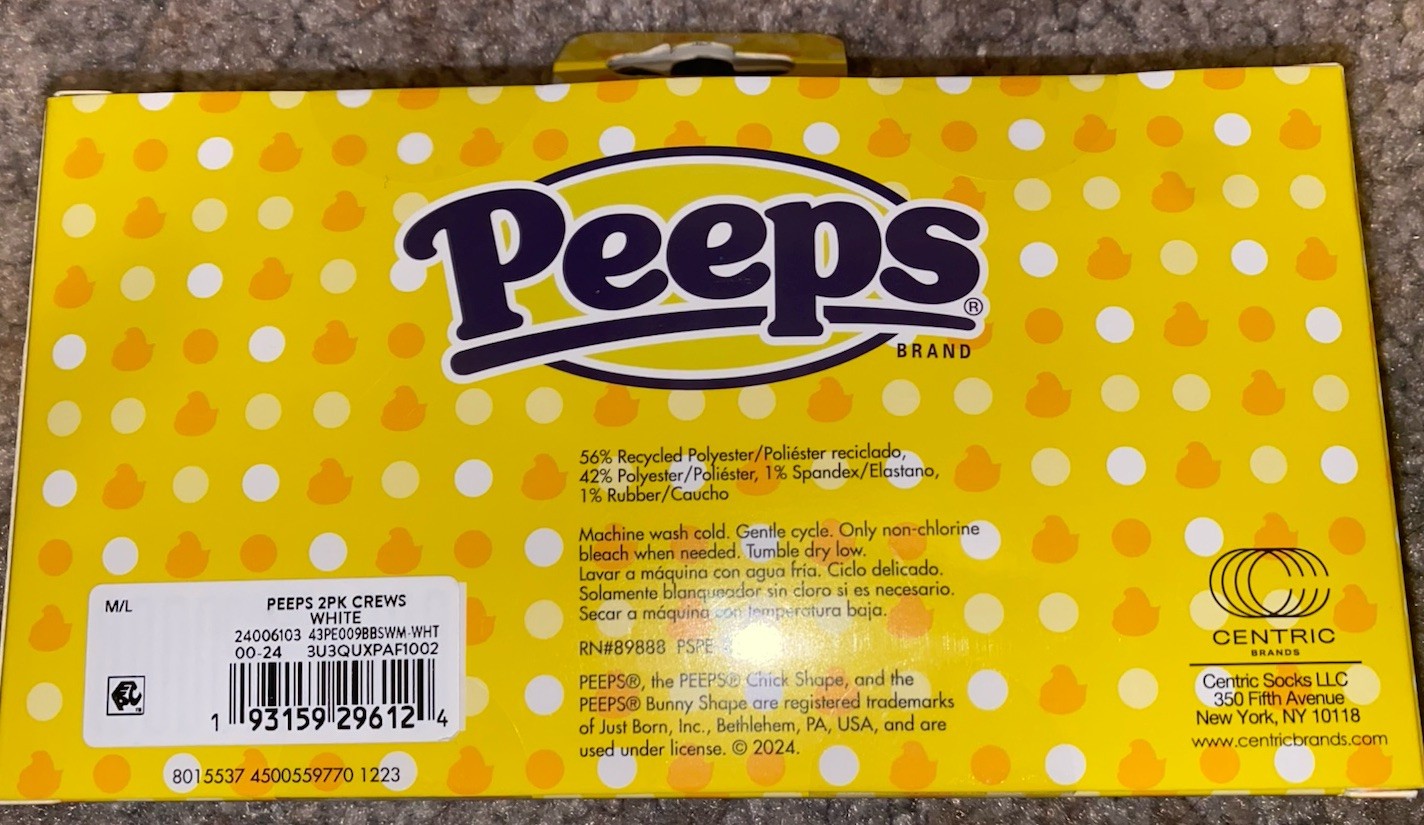 Peeps®
BRAND
56% Recycled Polyester/Poliéster reciclado,
42% Polyester/Poliéster, 1% Spandex/Elastano,
1% Rubber/Caucho
Machine wash cold. Gentle cycle. Only non-chlorine
bleach when needed. Tumble dry low.
Lavar a máquina con agua fria. Ciclo delicado.
Solamente blanqueador sin cloro si es necesario.
Secar a máquina con temperatura baja.
RN#89888 PSPE
PEEPS®, the PEEPS® Chick Shape, and the
PEEPS® Bunny Shape are registered trademarks
of Just Born, Inc., Bethlehem, PA, USA, and are
used under license. © 2024.
M/L
PEEPS 2PK CREWS
WHITE
24006103 43PE009BBSWM-WHT
00-24 3U3QUXPAF1002
1 93159 29612 4
8015537 4500559770 1223
CENTRIC
BRANDS
Centric Socks LLC
350 Fifth Avenue
New York, NY 10118
www.centricbrands.com